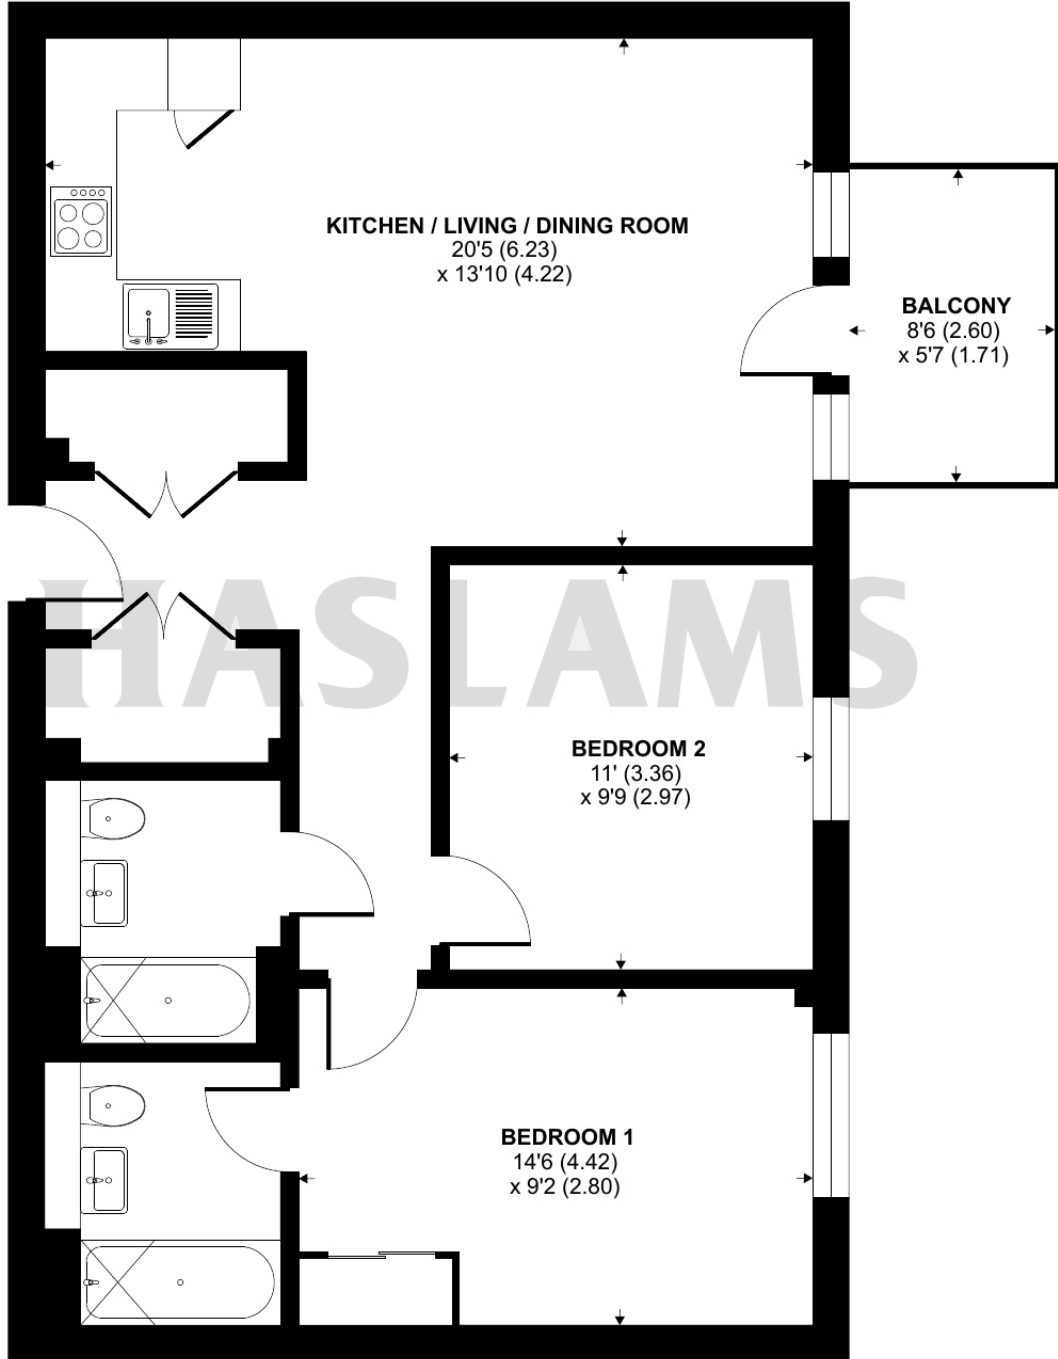 KITCHEN / LIVING / DINING ROOM
20'5 (6.23)
x 13'10 (4.22)
BALCONY
8'6 (2.60)
x 5'7 (1.71)
HASLAMS
BEDROOM 2
11' (3.36)
x 9'9 (2.97)
BEDROOM 1
14'6 (4.42)
x 9'2 (2.80)